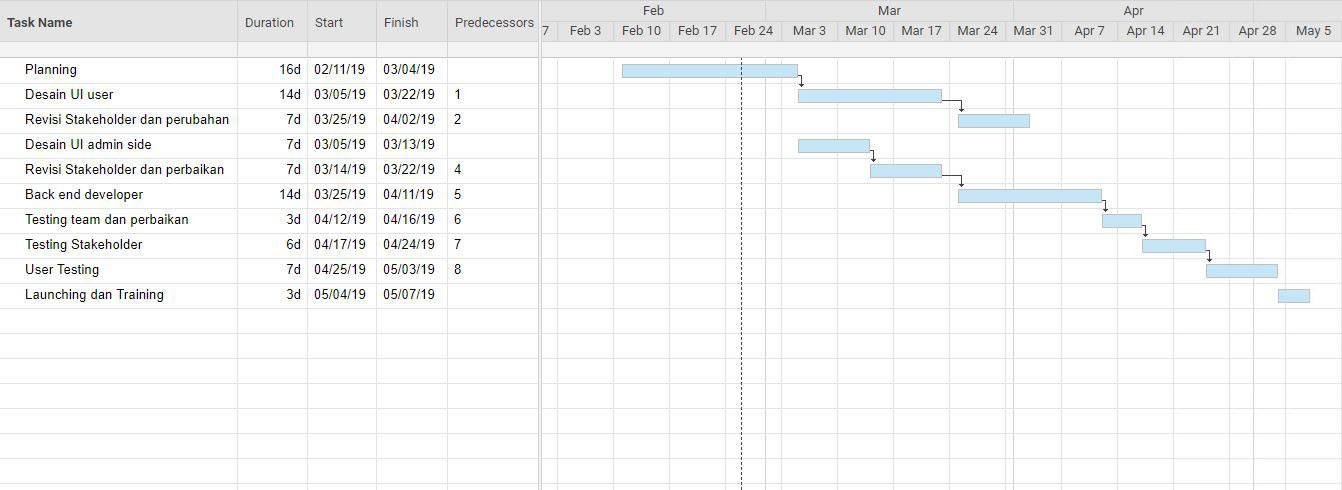 Feb Mar Apr
Task Name Duration Start Finish Predecessors 7 Feb 3 Feb 10 Feb 17 Feb 24 Mar 3 Mar 10 Mar 17 Mar 24 Mar 31 Apr 7 Apr 14 Apr 21 Apr 28 May 5
Planning 16d 02/11/19 03/04/19
Desain UI user 14d 03/05/19 03/22/19 1
Revisi Stakeholder dan perubahan 7d 03/25/19 04/02/19 2
Desain UI admin side 7d 03/05/19 03/13/19
Revisi Stakeholder dan perbaikan 7d 03/14/19 03/22/19 4
Back end developer 14d 03/25/19 04/11/19 5
Testing team dan perbaikan 3d 04/12/19 04/16/19 6
Testing Stakeholder 6d 04/17/19 04/24/19 7
User Testing 7d 04/25/19 05/03/19 8
Launching dan Training 3d 05/04/19 05/07/19